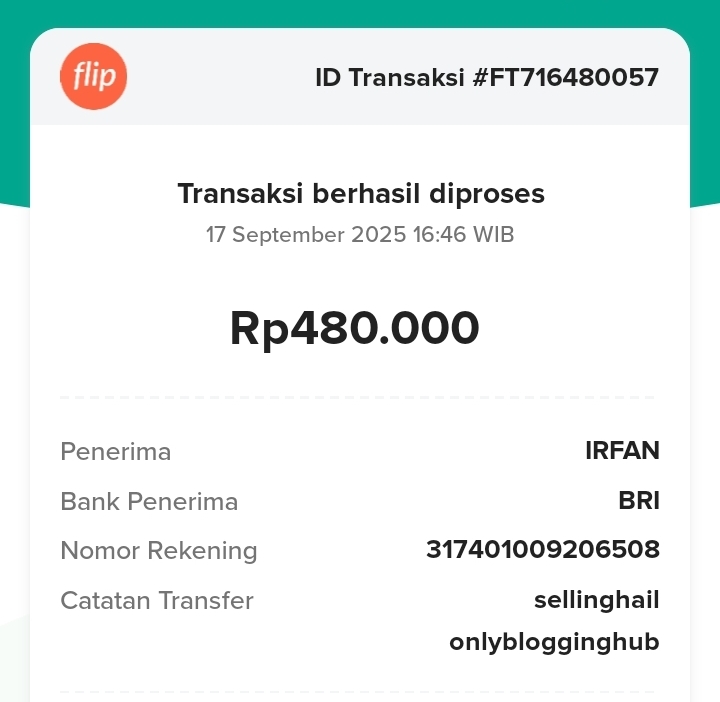 flip
ID Transaksi #FT716480057
Transaksi berhasil diproses
17 September 2025 16:46 WIB
Rp480.000
Penerima IRFAN
Bank Penerima BRI
Nomor Rekening 317401009206508
Catatan Transfer sellinghail
onlyblogginghub